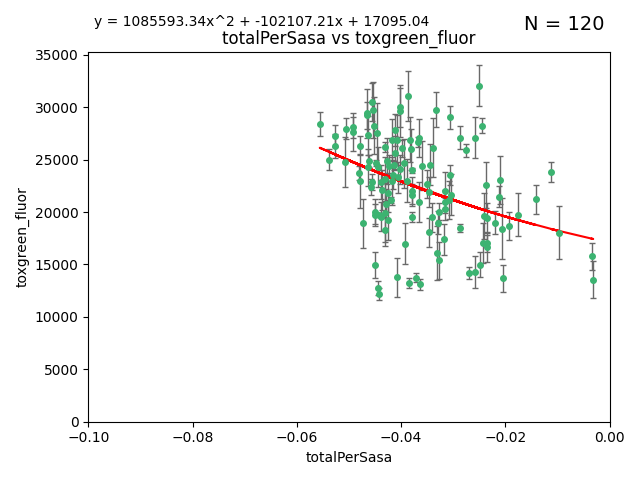 y = 1085593.34x^2 + -102107.21x + 17095.04
N = 120
totalPerSasa vs toxgreen_fluor
35000
30000
25000
20000
15000
10000
5000
0
toxgreen_fluor
−0.10
−0.08
−0.06
−0.04
−0.02
0.00
totalPerSasa